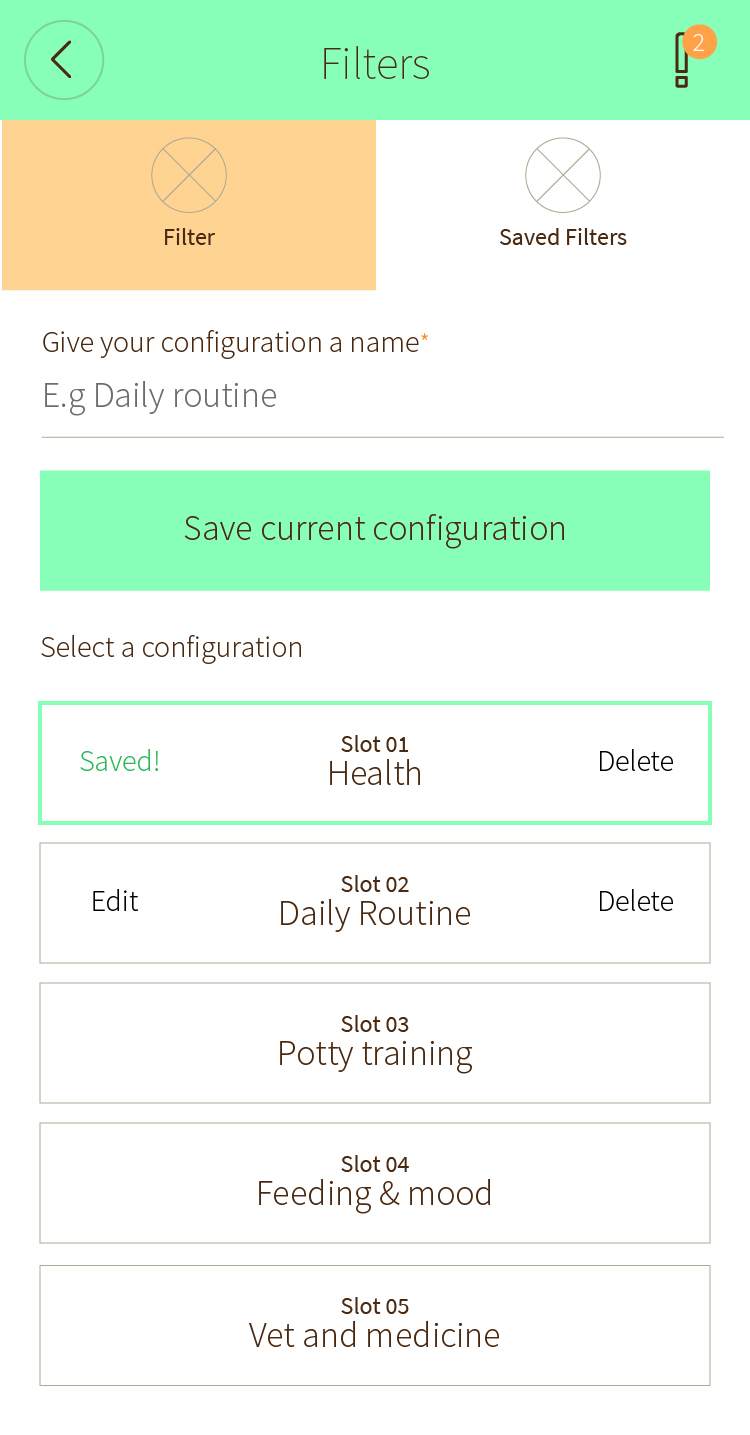 Filters
2
Filter
Saved Filters
Give your configuration a name*
E.g Daily routine
Save current configuration
Select a configuration
Slot 01
Saved!
Health
Delete
Slot 02
Edit
Daily Routine
Delete
Slot 03
Potty training
Slot 04
Feeding & mood
Slot 05
Vet and medicine